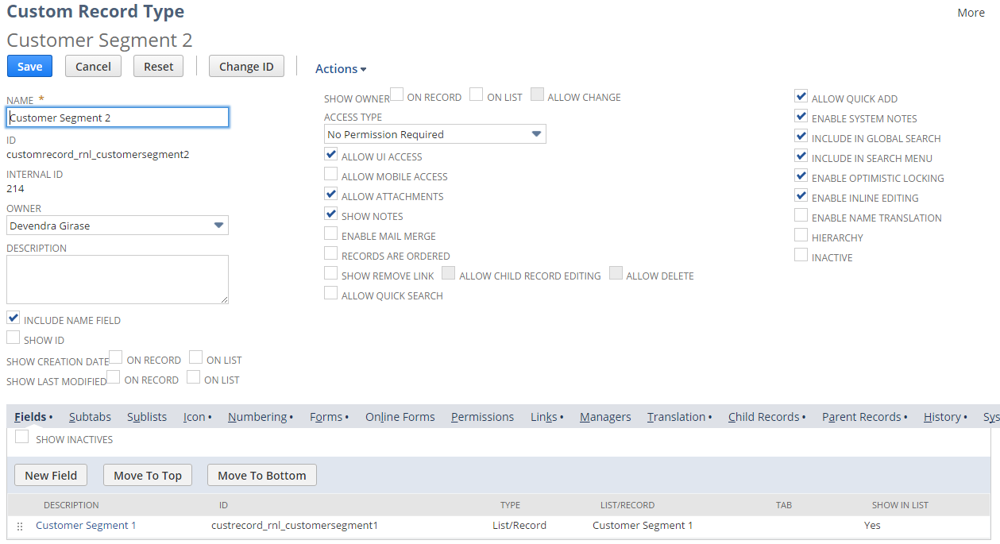 Custom Record Type
More
Customer Segment 2
Save Cancel Reset Change ID Actions
NAME *
Customer Segment 2
ID
customrecord_rnl_customersegment2
INTERNAL ID
214
OWNER
Devendra Girase
DESCRIPTION
INCLUDE NAME FIELD
SHOW ID
SHOW CREATION DATE ON RECORD ON LIST
SHOW LAST MODIFIED ON RECORD ON LIST
SHOW OWNER ON RECORD ON LIST ALLOW CHANGE
ACCESS TYPE
No Permission Required
ALLOW UI ACCESS
ALLOW MOBILE ACCESS
ALLOW ATTACHMENTS
SHOW NOTES
ENABLE MAIL MERGE
RECORDS ARE ORDERED
SHOW REMOVE LINK ALLOW CHILD RECORD EDITING ALLOW DELETE
ALLOW QUICK SEARCH
ALLOW QUICK ADD
ENABLE SYSTEM NOTES
INCLUDE IN GLOBAL SEARCH
INCLUDE IN SEARCH MENU
ENABLE OPTIMISTIC LOCKING
ENABLE INLINE EDITING
ENABLE NAME TRANSLATION
HIERARCHY
INACTIVE
Fields • Subtabs Sublists Icon • Numbering • Forms • Online Forms Permissions Links • Managers Translation • Child Records • Parent Records • History • Sys
SHOW INACTIVES
New Field Move To Top Move To Bottom
DESCRIPTION ID TYPE LIST/RECORD TAB SHOW IN LIST
Customer Segment 1 custrecord_rnl_customersegment1 List/Record Customer Segment 1 Yes